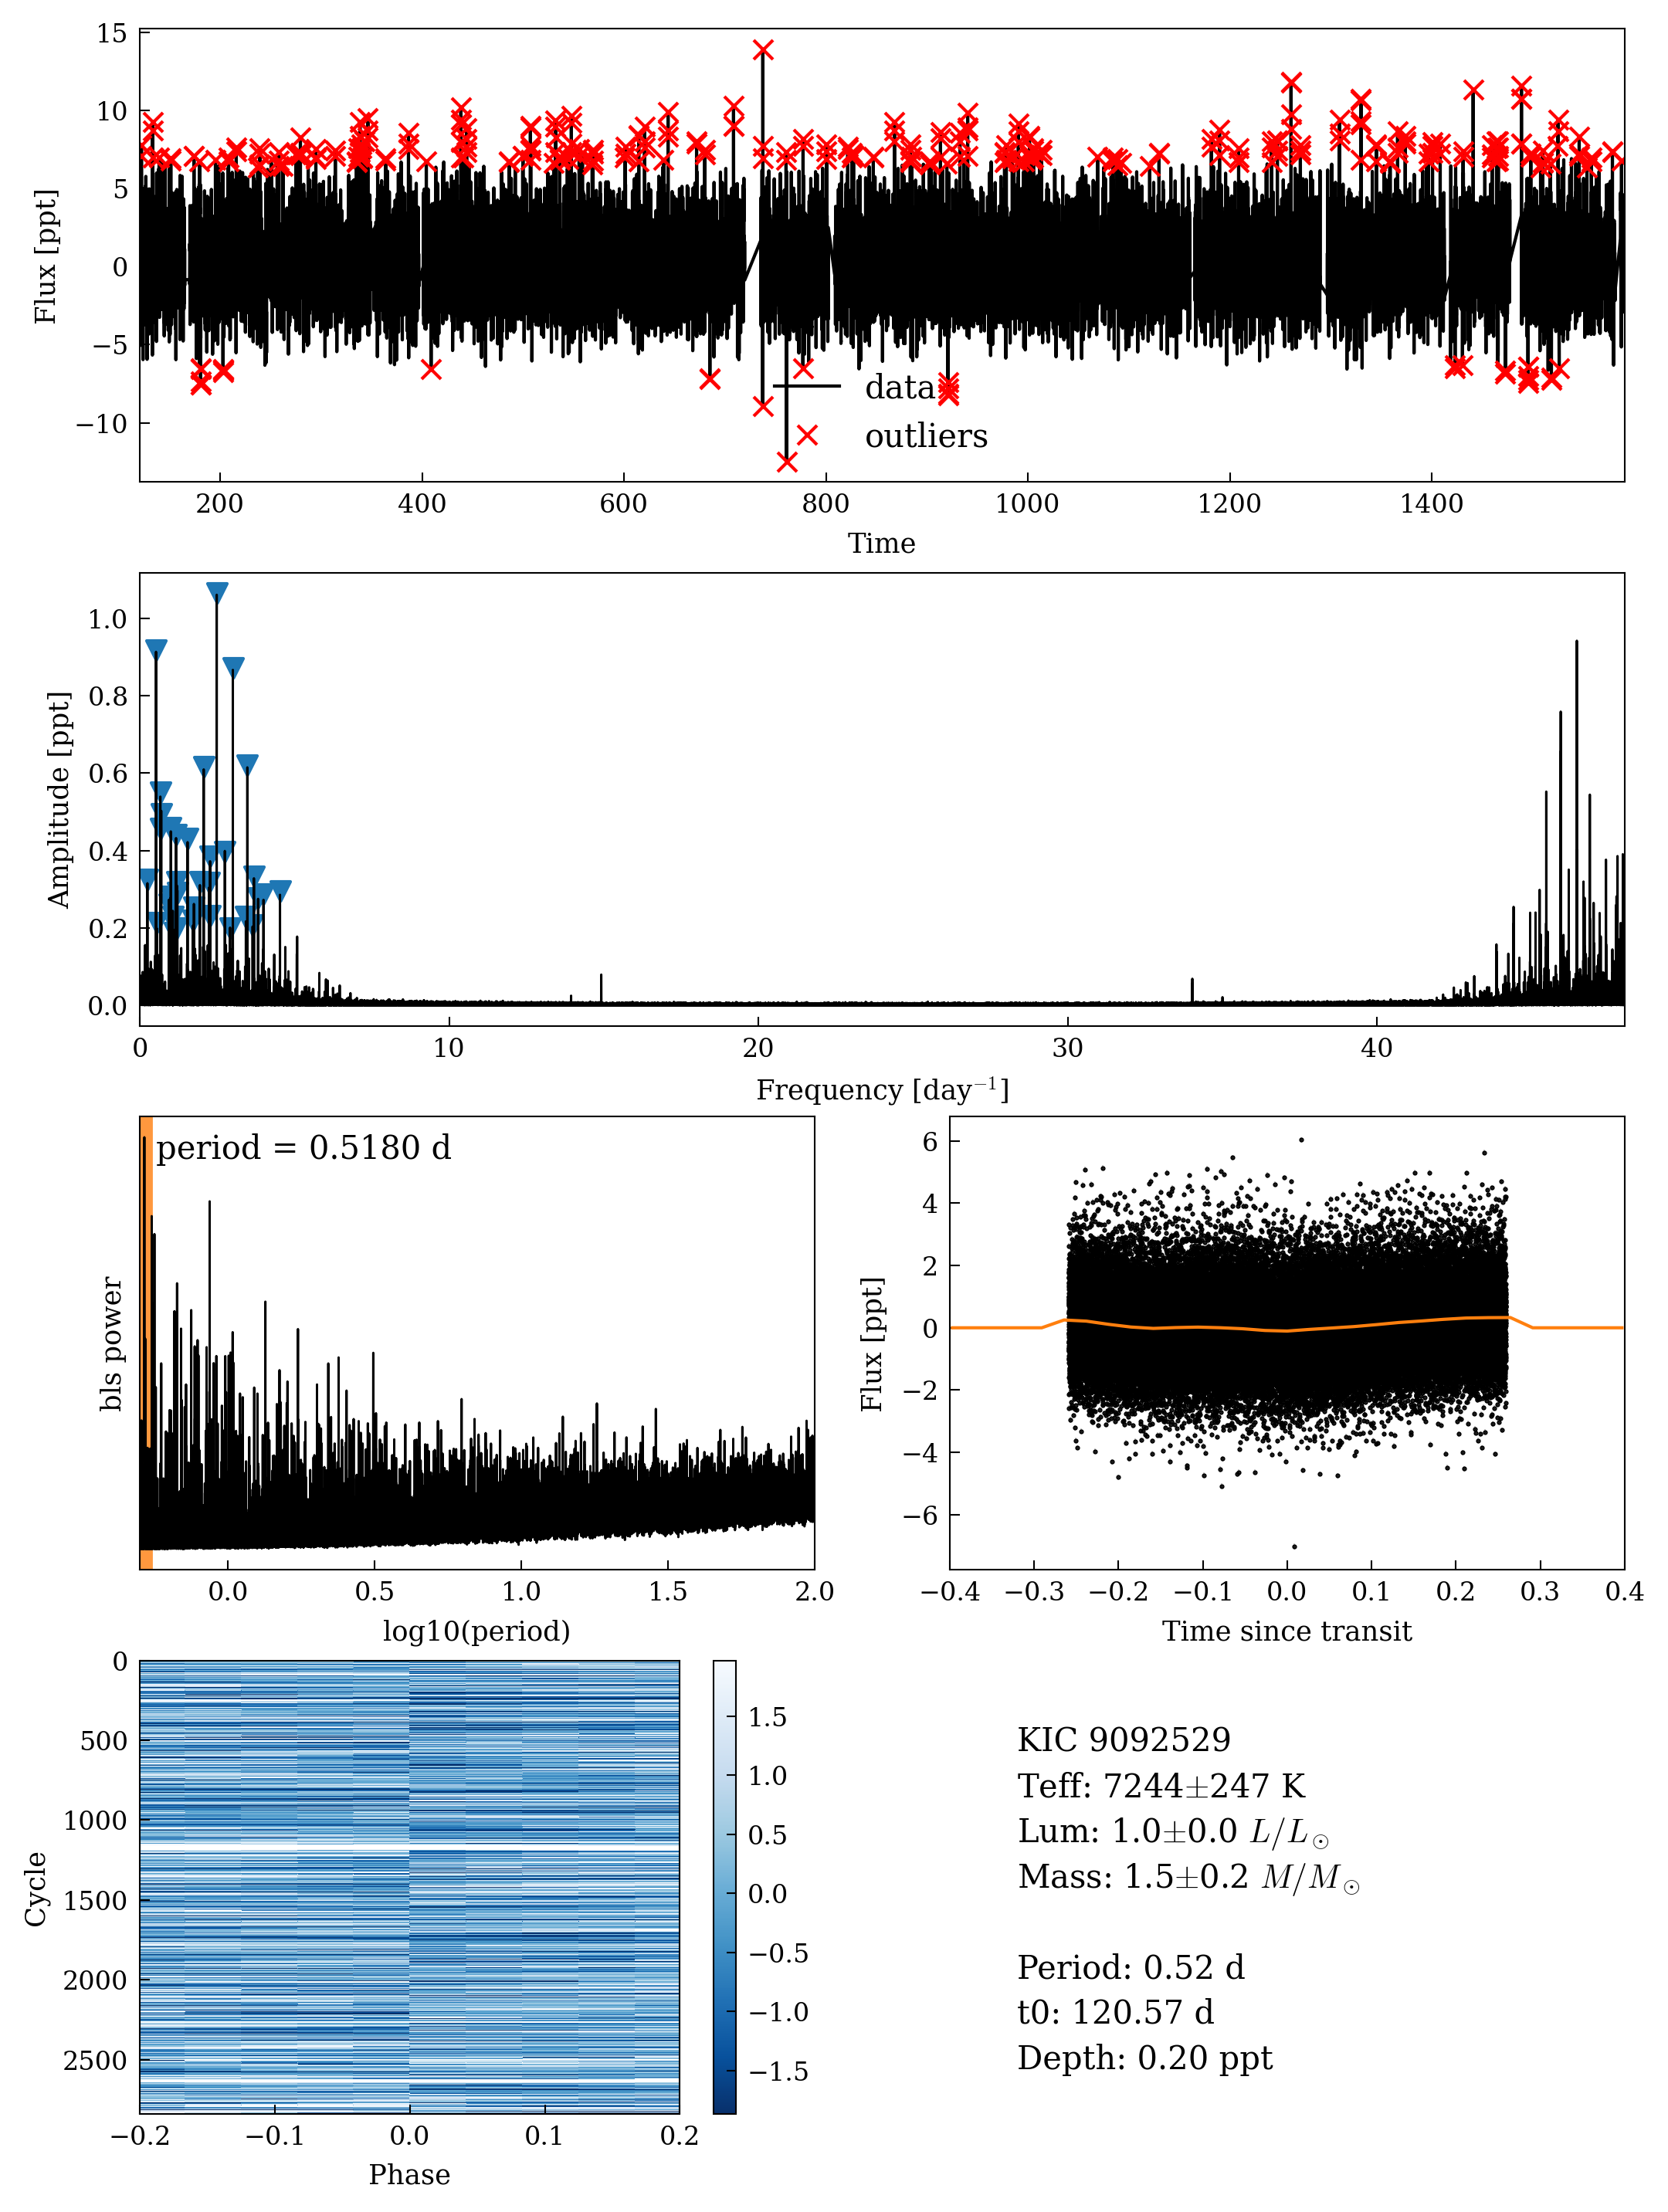 15
10
5
0
−5
−10
Flux [ppt]
data
outliers
200 400 600 800 1000 1200 1400
Time
1.0
0.8
0.6
0.4
0.2
0.0
Amplitude [ppt]
0 10 20 30 40
Frequency [day⁻¹]
period = 0.5180 d
bls power
0.0 0.5 1.0 1.5 2.0
log10(period)
6
4
2
0
−2
−4
−6
Flux [ppt]
−0.4 −0.3 −0.2 −0.1 0.0 0.1 0.2 0.3 0.4
Time since transit
0
500
1000
1500
2000
2500
Cycle
−0.2 −0.1 0.0 0.1 0.2
Phase
1.5
1.0
0.5
0.0
−0.5
−1.0
−1.5
KIC 9092529
Teff: 7244±247 K
Lum: 1.0±0.0 L/L⊙
Mass: 1.5±0.2 M/M⊙
Period: 0.52 d
t0: 120.57 d
Depth: 0.20 ppt